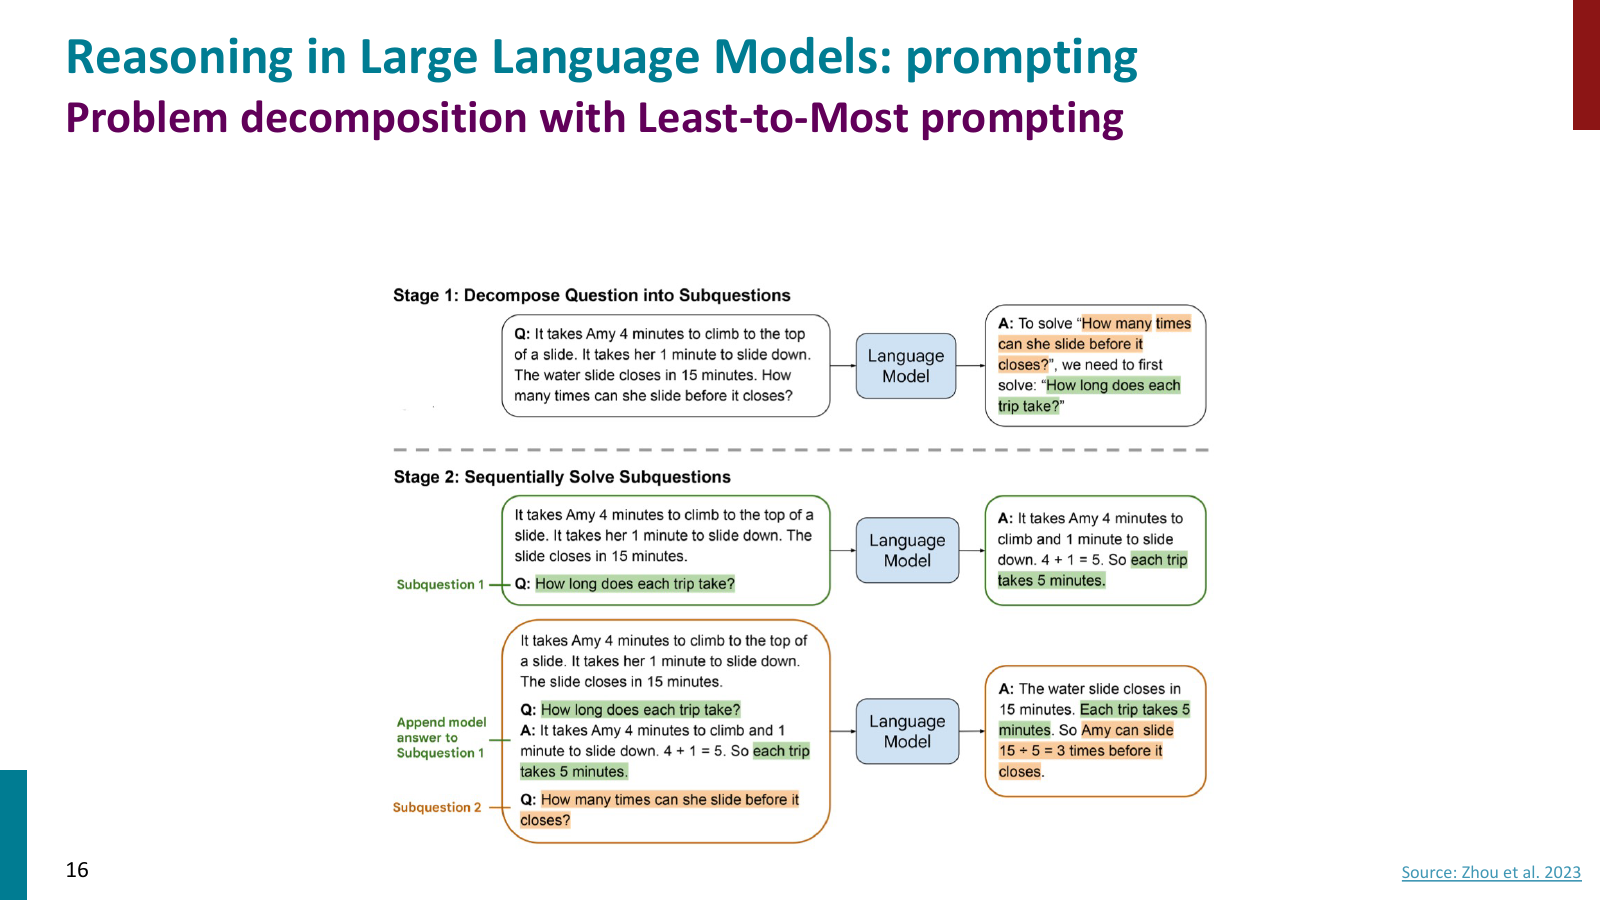 Reasoning in Large Language Models: prompting
Problem decomposition with Least-to-Most prompting
Stage 1: Decompose Question into Subquestions
Q: It takes Amy 4 minutes to climb to the top
of a slide. It takes her 1 minute to slide down.
The water slide closes in 15 minutes. How
many times can she slide before it closes?
Language
Model
A: To solve “How many times
can she slide before it
closes?”, we need to first
solve: “How long does each
trip take?”
Stage 2: Sequentially Solve Subquestions
It takes Amy 4 minutes to climb to the top of a
slide. It takes her 1 minute to slide down. The
slide closes in 15 minutes.
Subquestion 1
Q: How long does each trip take?
Language
Model
A: It takes Amy 4 minutes to
climb and 1 minute to slide
down. 4 + 1 = 5. So each trip
takes 5 minutes.
It takes Amy 4 minutes to climb to the top of
a slide. It takes her 1 minute to slide down.
The slide closes in 15 minutes.
Append model
answer to
Subquestion 1
Q: How long does each trip take?
A: It takes Amy 4 minutes to climb and 1
minute to slide down. 4 + 1 = 5. So each trip
takes 5 minutes.
Subquestion 2
Q: How many times can she slide before it
closes?
Language
Model
A: The water slide closes in
15 minutes. Each trip takes 5
minutes. So Amy can slide
15 ÷ 5 = 3 times before it
closes.
16
Source: Zhou et al. 2023